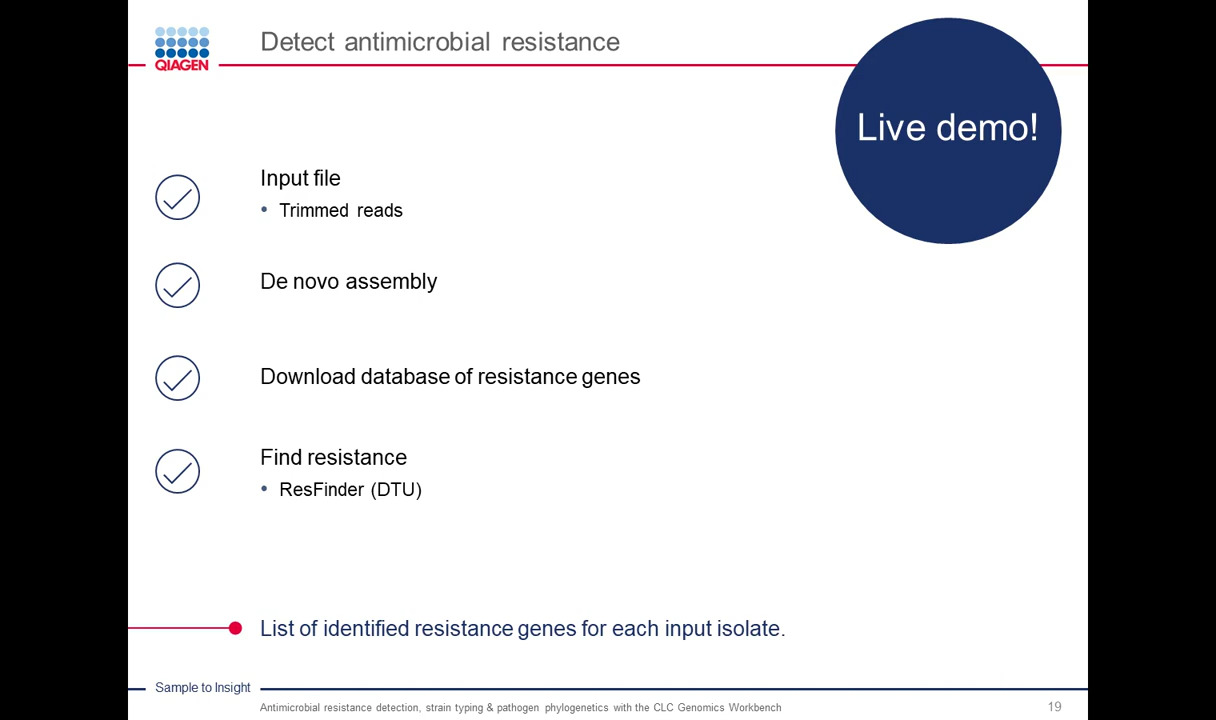 QIAGEN
Detect antimicrobial resistance
Live demo!
Input file
• Trimmed reads
De novo assembly
Download database of resistance genes
Find resistance
• ResFinder (DTU)
List of identified resistance genes for each input isolate.
Sample to Insight
Antimicrobial resistance detection, strain typing & pathogen phylogenetics with the CLC Genomics Workbench
19